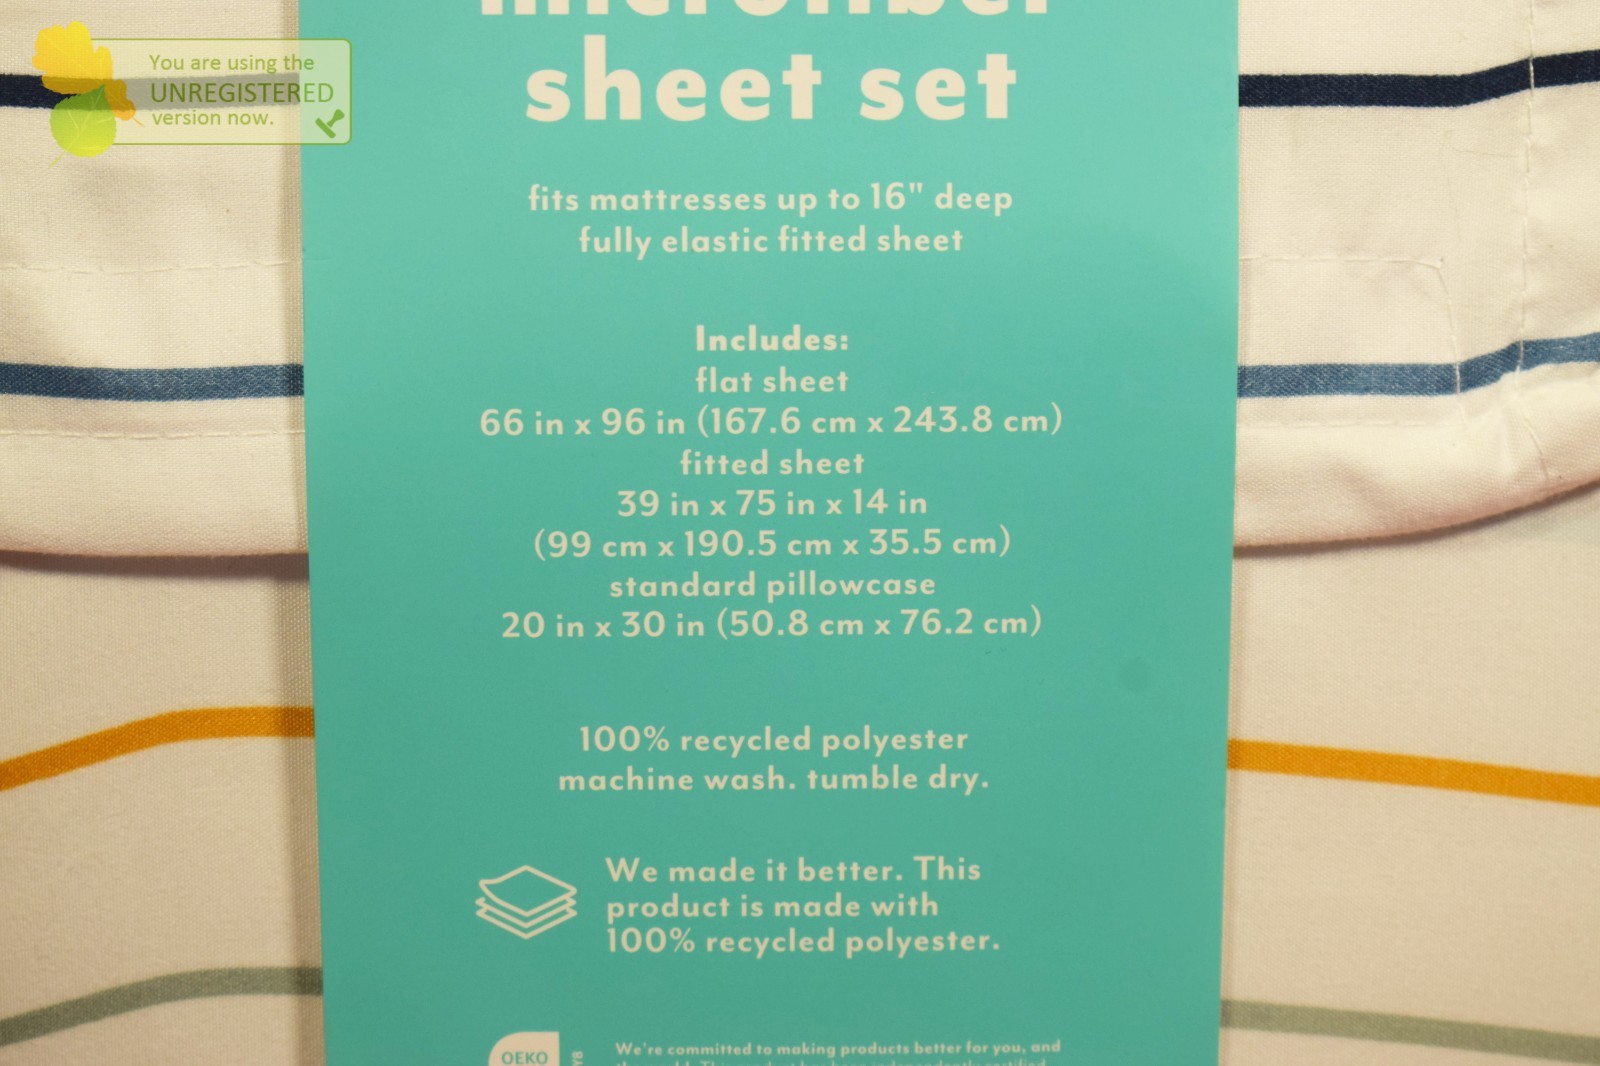 You are using the
UNREGISTERED
version now.
microfiber
sheet set
fits mattresses up to 16" deep
fully elastic fitted sheet
Includes:
flat sheet
66 in x 96 in (167.6 cm x 243.8 cm)
fitted sheet
39 in x 75 in x 14 in
(99 cm x 190.5 cm x 35.5 cm)
standard pillowcase
20 in x 30 in (50.8 cm x 76.2 cm)
100% recycled polyester
machine wash. tumble dry.
We made it better. This
product is made with
100% recycled polyester.
OEKO
We're committed to making products better for you, and